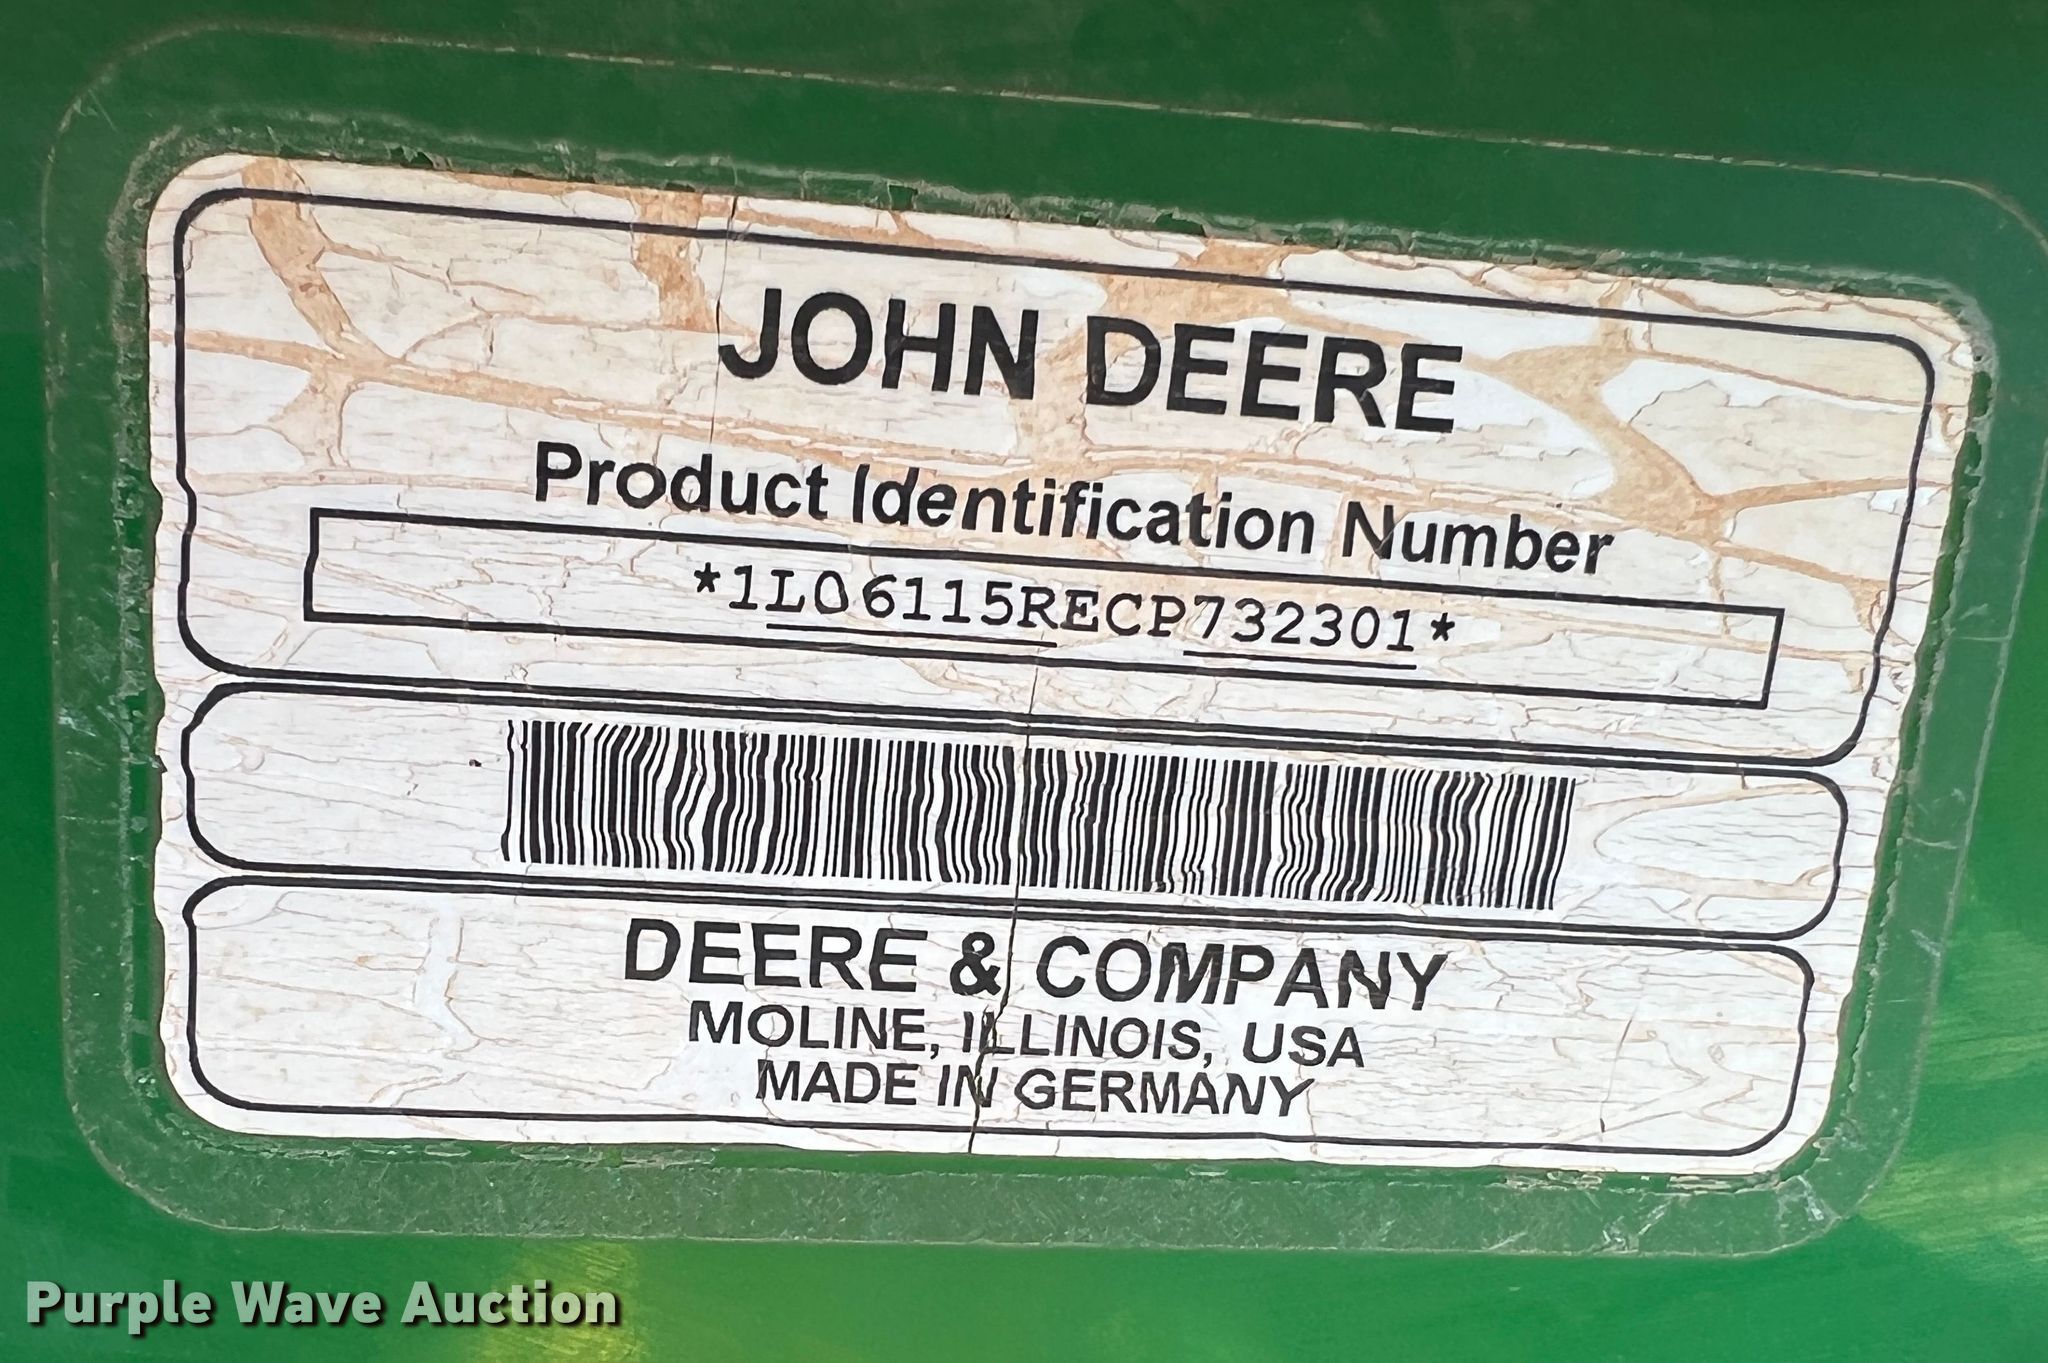 JOHN DEERE
Product Identification Number
*1L06115RECP732301*
DEERE & COMPANY
MOLINE, ILLINOIS, USA
MADE IN GERMANY
Purple Wave Auction